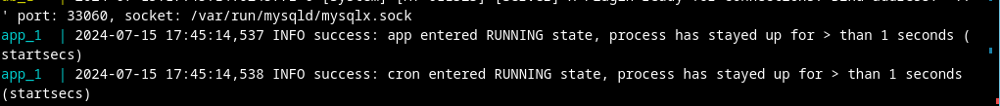 ' port: 33060, socket: /var/run/mysqld/mysqlx.sock
app_1  | 2024-07-15 17:45:14,537 INFO success: app entered RUNNING state, process has stayed up for > than 1 seconds (
startsecs)
app_1  | 2024-07-15 17:45:14,538 INFO success: cron entered RUNNING state, process has stayed up for > than 1 seconds
(startsecs)